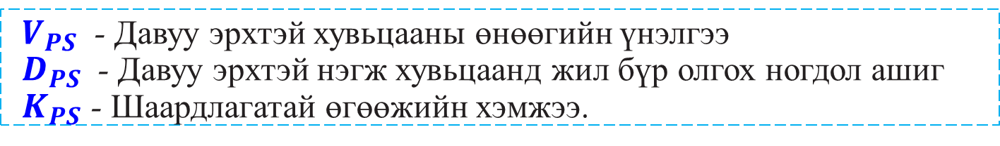 V_PS - Давуу эрхтэй хувьцааны өнөөгийн үнэлгээ
D_PS - Давуу эрхтэй нэгж хувьцаанд жил бүр олгох ногдол ашиг
K_PS - Шаардлагатай өгөөжийн хэмжээ.